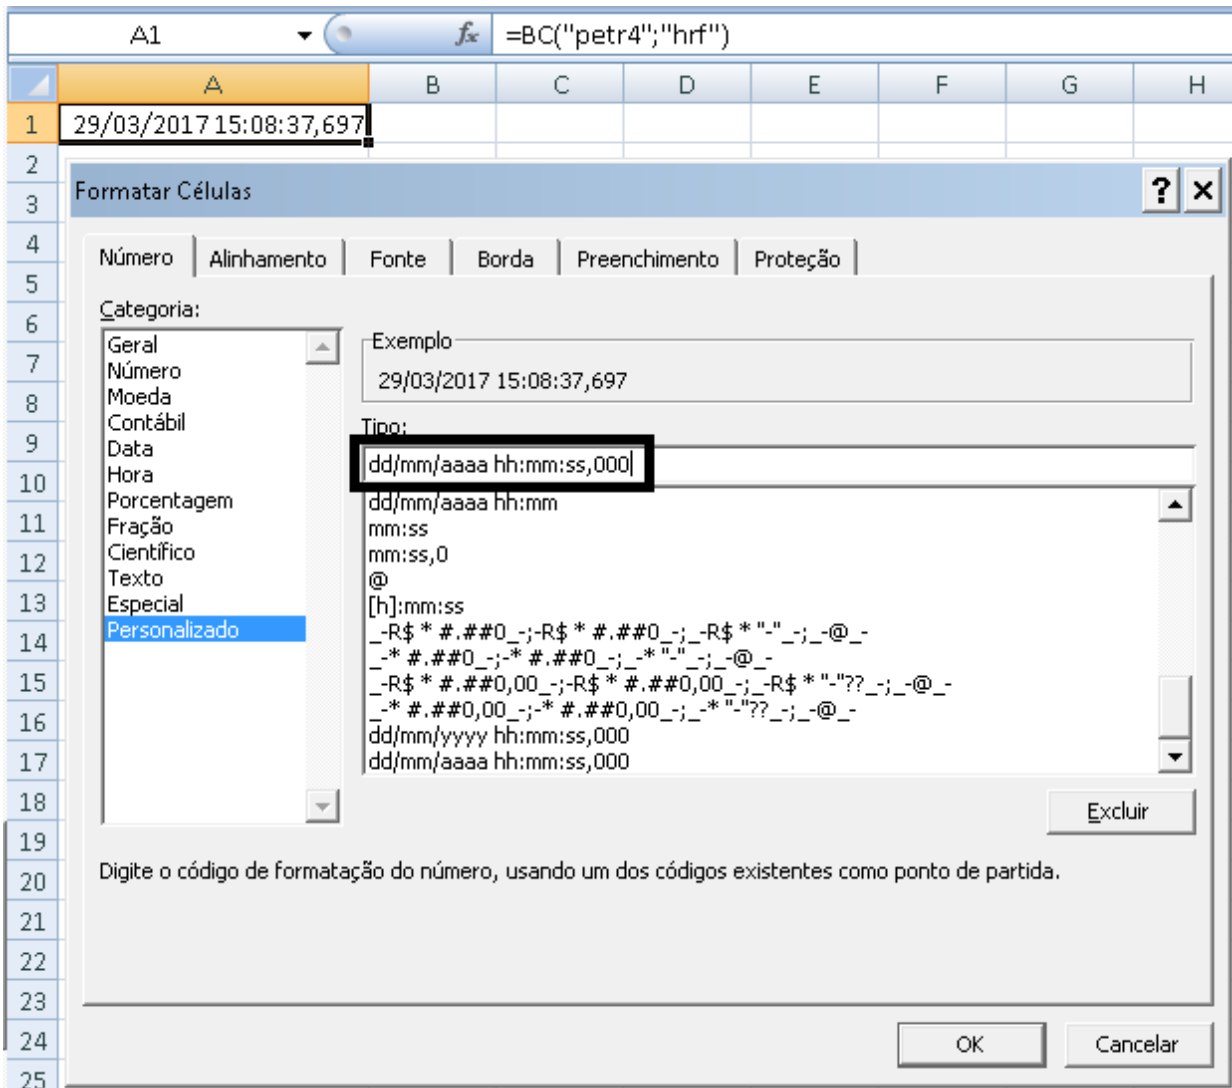 A1 fx =BC("petr4";"hrf")
A B C D E F G H
1 29/03/2017 15:08:37,697
2
3
4
5
6
7
8
9
10
11
12
13
14
15
16
17
18
19
20
21
22
23
24
25
Formatar Células ? x
Número Alinhamento Fonte Borda Preenchimento Proteção
Categoria:
Geral
Número
Moeda
Contábil
Data
Hora
Porcentagem
Fração
Científico
Texto
Especial
Personalizado
Exemplo
29/03/2017 15:08:37,697
Tipo:
dd/mm/aaaa hh:mm:ss,000
dd/mm/aaaa hh:mm
mm:ss
mm:ss,0
@
[h]:mm:ss
_-R$ * #.##0_-;-R$ * #.##0_-;_-R$ * "-"_-;_-@_-
_-* #.##0_-;-* #.##0_-;_-* "-"_-;_-@_-
_-R$ * #.##0,00_-;-R$ * #.##0,00_-;_-R$ * "-"??_-;_-@_-
_-* #.##0,00_-;-* #.##0,00_-;_-* "-"??_-;_-@_-
dd/mm/yyyy hh:mm:ss,000
dd/mm/aaaa hh:mm:ss,000
Excluir
Digite o código de formatação do número, usando um dos códigos existentes como ponto de partida.
OK Cancelar